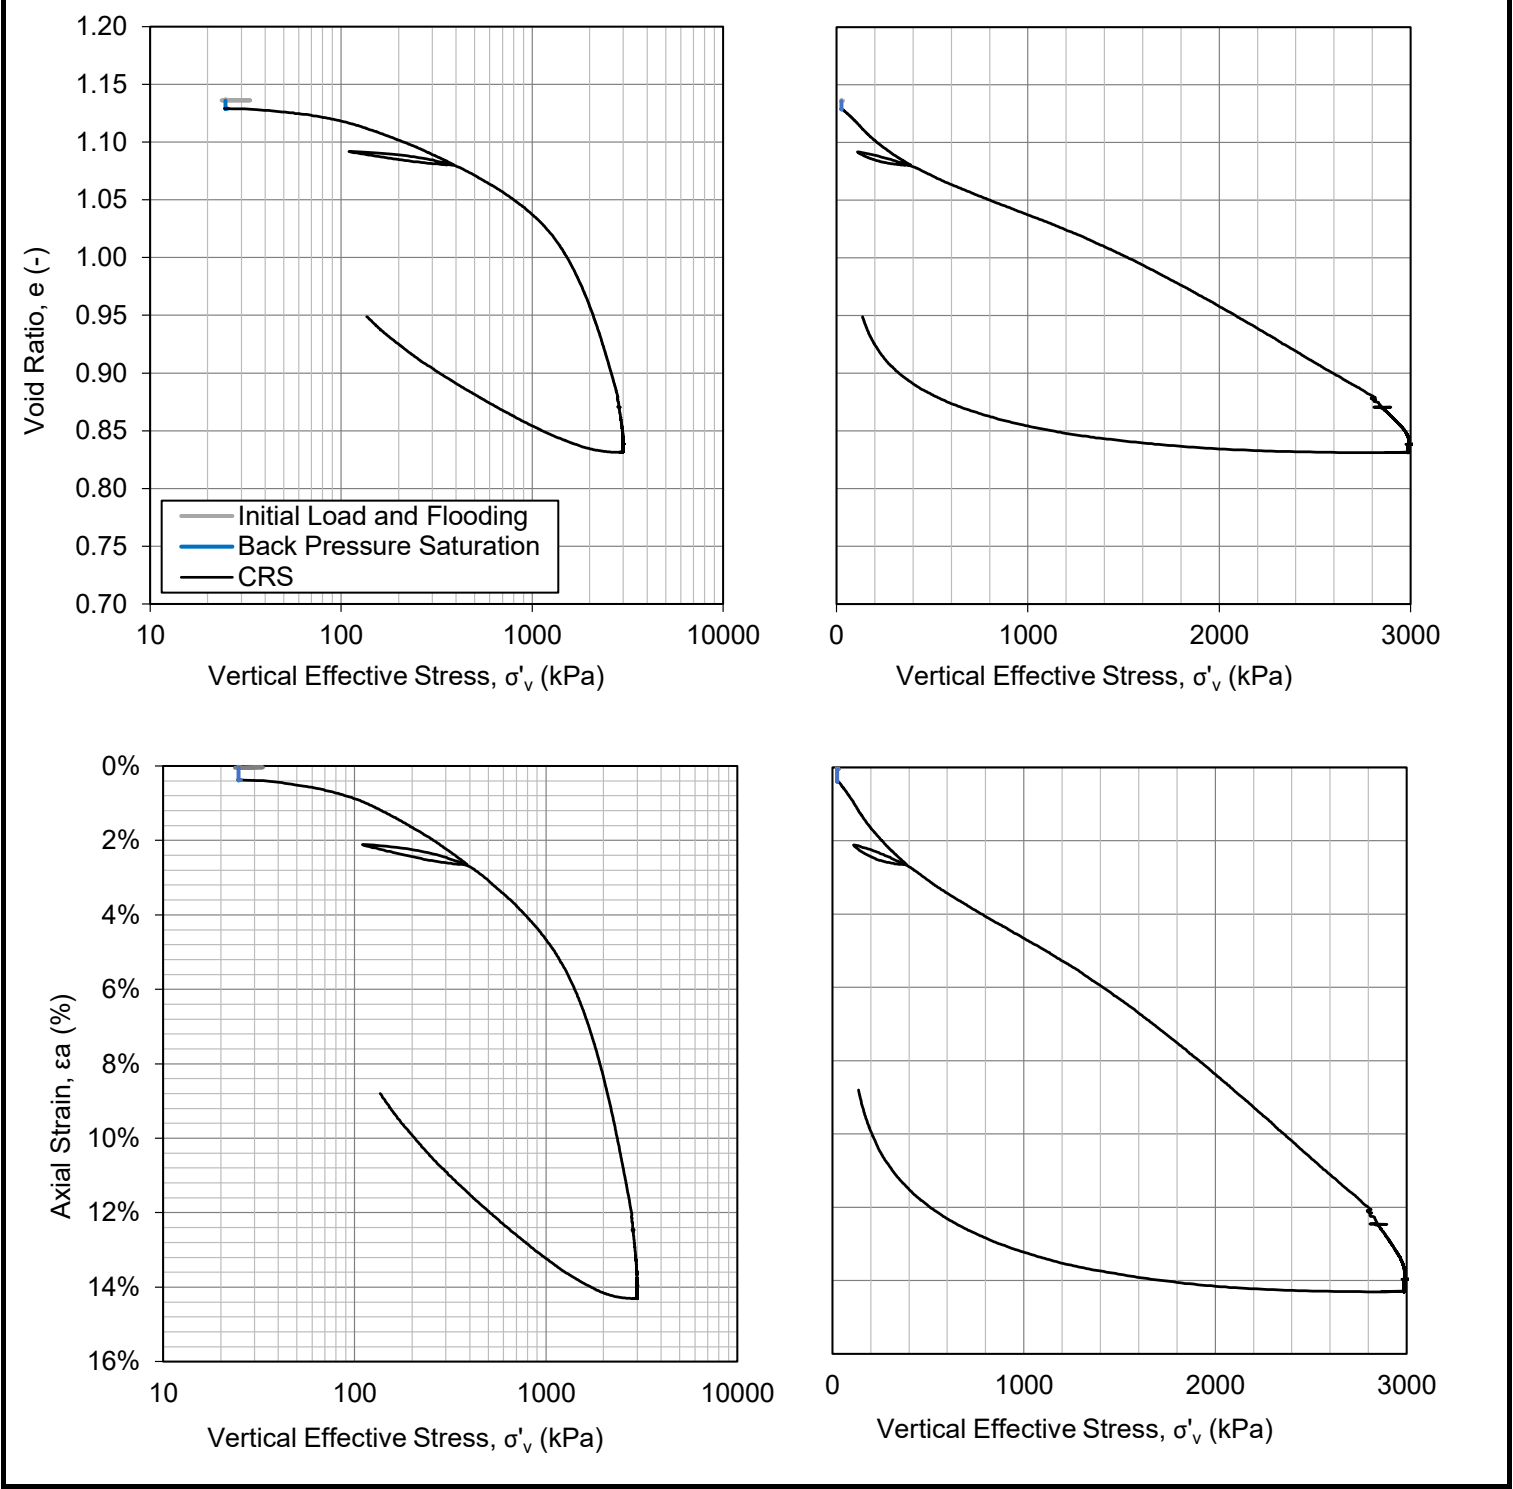 1.20
1.15
1.10
1.05
1.00
0.95
0.90
0.85
0.80
0.75
0.70
Void Ratio, e (-)
Initial Load and Flooding
Back Pressure Saturation
CRS
10 100 1000 10000
Vertical Effective Stress, σ'v (kPa)
0 1000 2000 3000
Vertical Effective Stress, σ'v (kPa)
0%
2%
4%
6%
8%
10%
12%
14%
16%
Axial Strain, εa (%)
10 100 1000 10000
Vertical Effective Stress, σ'v (kPa)
0 1000 2000 3000
Vertical Effective Stress, σ'v (kPa)